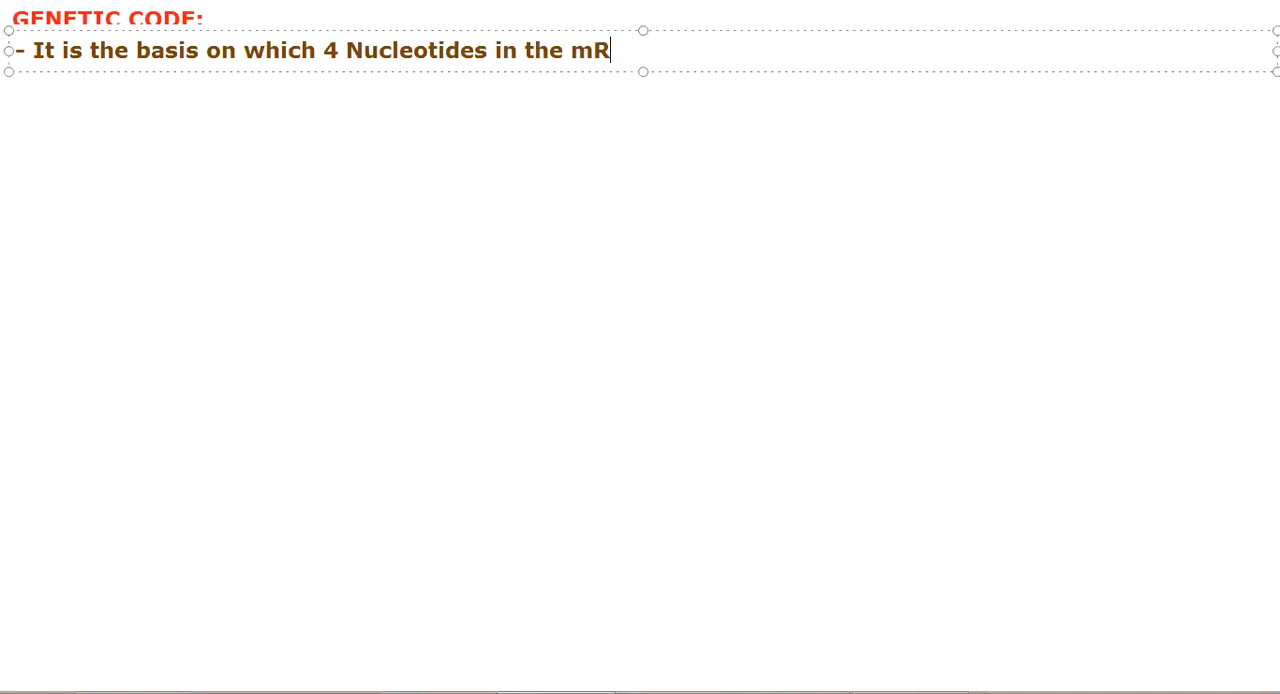 GENETIC CODE:
- It is the basis on which 4 Nucleotides in the mR